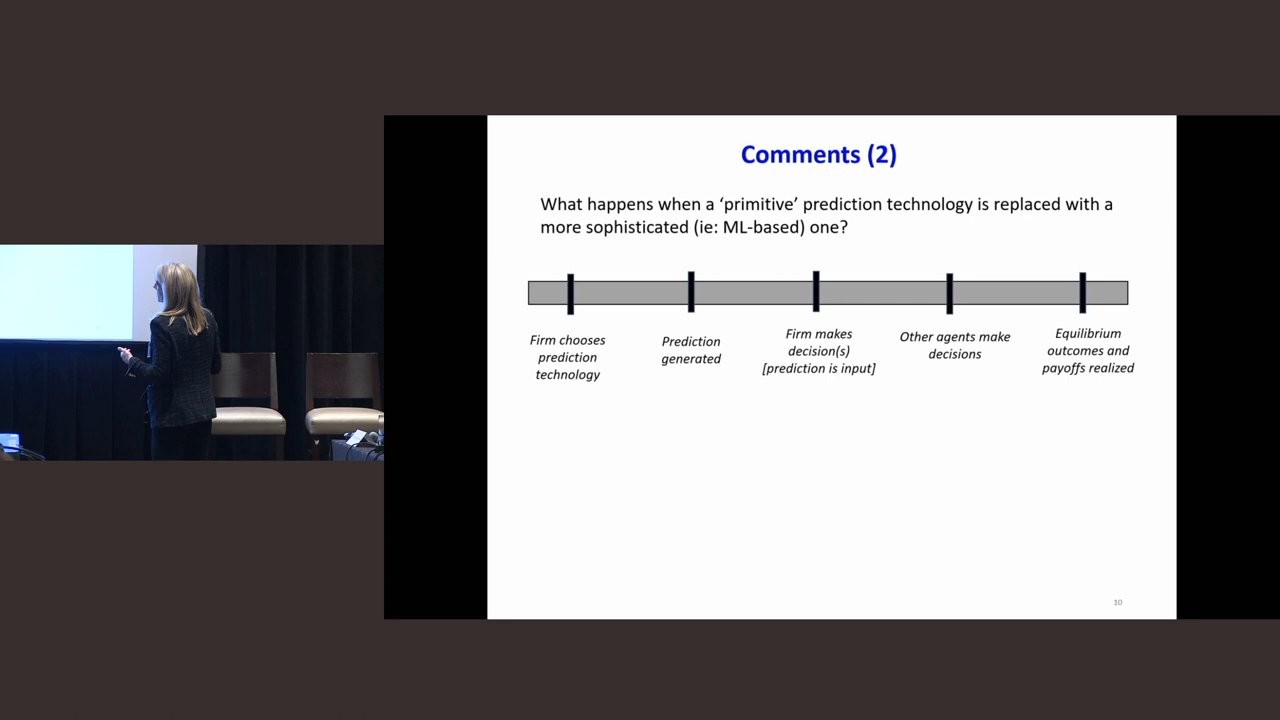 Comments (2)
What happens when a ‘primitive’ prediction technology is replaced with a
more sophisticated (ie: ML-based) one?
Firm chooses
prediction
technology
Prediction
generated
Firm makes
decision(s)
[prediction is input]
Other agents make
decisions
Equilibrium
outcomes and
payoffs realized
10